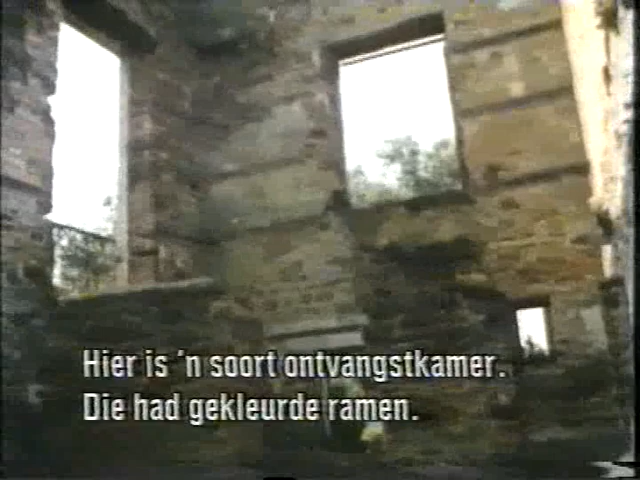 Hier is 'n soort ontvangstkamer.
Die had gekleurde ramen.